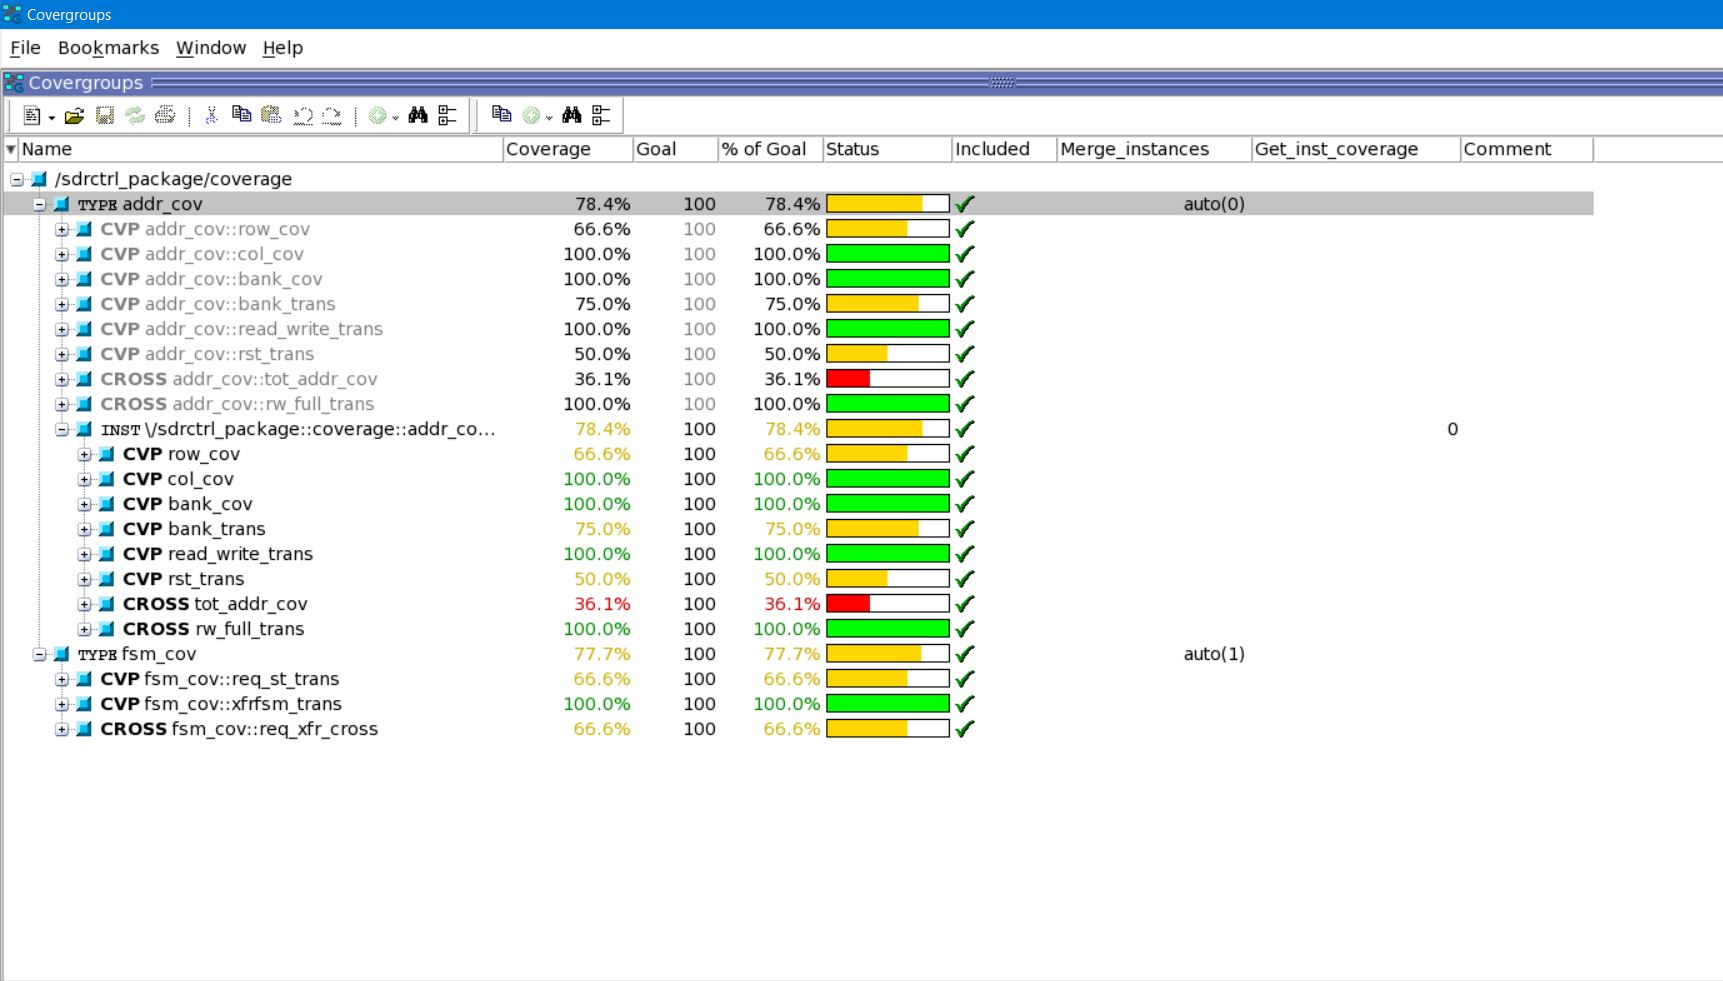 Covergroups
File Bookmarks Window Help
Covergroups
Name Coverage Goal % of Goal Status Included Merge_instances Get_inst_coverage Comment
/sdrctrl_package/coverage
TYPE addr_cov 78.4% 100 78.4% auto(0)
CVP addr_cov::row_cov 66.6% 100 66.6%
CVP addr_cov::col_cov 100.0% 100 100.0%
CVP addr_cov::bank_cov 100.0% 100 100.0%
CVP addr_cov::bank_trans 75.0% 100 75.0%
CVP addr_cov::read_write_trans 100.0% 100 100.0%
CVP addr_cov::rst_trans 50.0% 100 50.0%
CROSS addr_cov::tot_addr_cov 36.1% 100 36.1%
CROSS addr_cov::rw_full_trans 100.0% 100 100.0%
INST \/sdrctrl_package::coverage::addr_co... 78.4% 100 78.4% 0
CVP row_cov 66.6% 100 66.6%
CVP col_cov 100.0% 100 100.0%
CVP bank_cov 100.0% 100 100.0%
CVP bank_trans 75.0% 100 75.0%
CVP read_write_trans 100.0% 100 100.0%
CVP rst_trans 50.0% 100 50.0%
CROSS tot_addr_cov 36.1% 100 36.1%
CROSS rw_full_trans 100.0% 100 100.0%
TYPE fsm_cov 77.7% 100 77.7% auto(1)
CVP fsm_cov::req_st_trans 66.6% 100 66.6%
CVP fsm_cov::xfrfsm_trans 100.0% 100 100.0%
CROSS fsm_cov::req_xfr_cross 66.6% 100 66.6%